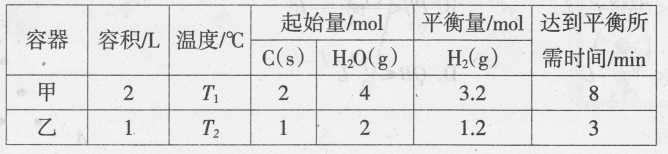 容器 容积/L 温度/℃ 起始量/mol 平衡量/mol 达到平衡所需时间/min
C(s) H₂O(g) H₂(g)
甲 2 T₁ 2 4 3.2 8
乙 1 T₂ 1 2 1.2 3